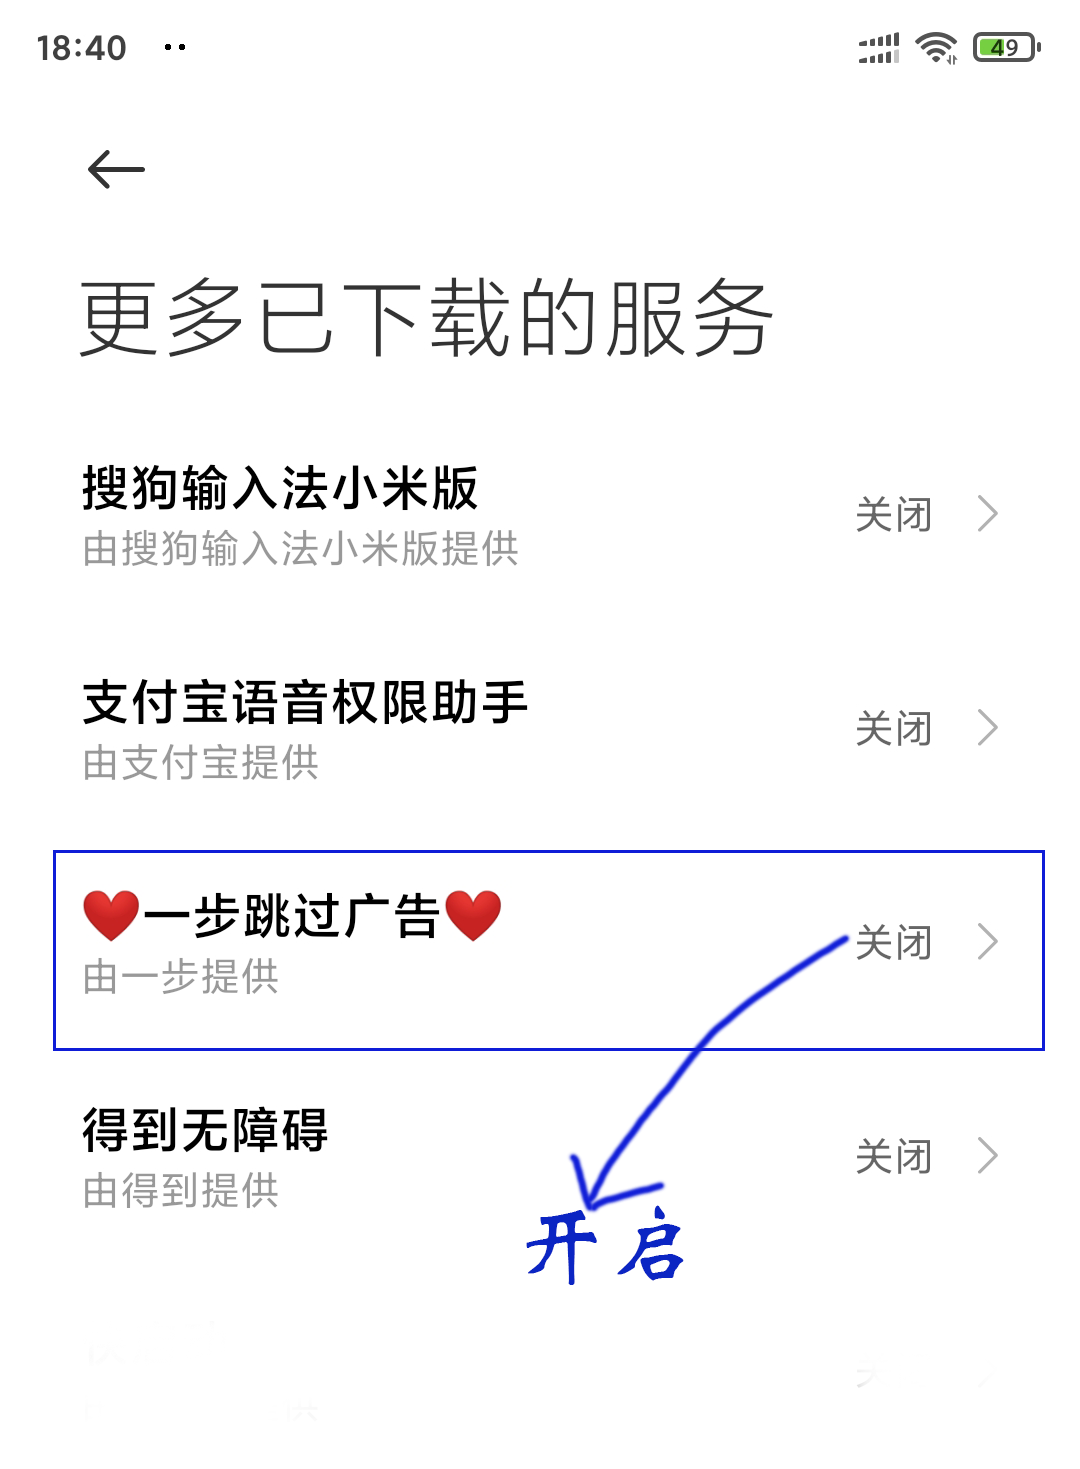 18:40
49
更多已下载的服务
搜狗输入法小米版
由搜狗输入法小米版提供
关闭
支付宝语音权限助手
由支付宝提供
关闭
❤️一步跳过广告❤️
由一步提供
关闭
得到无障碍
由得到提供
关闭
开启